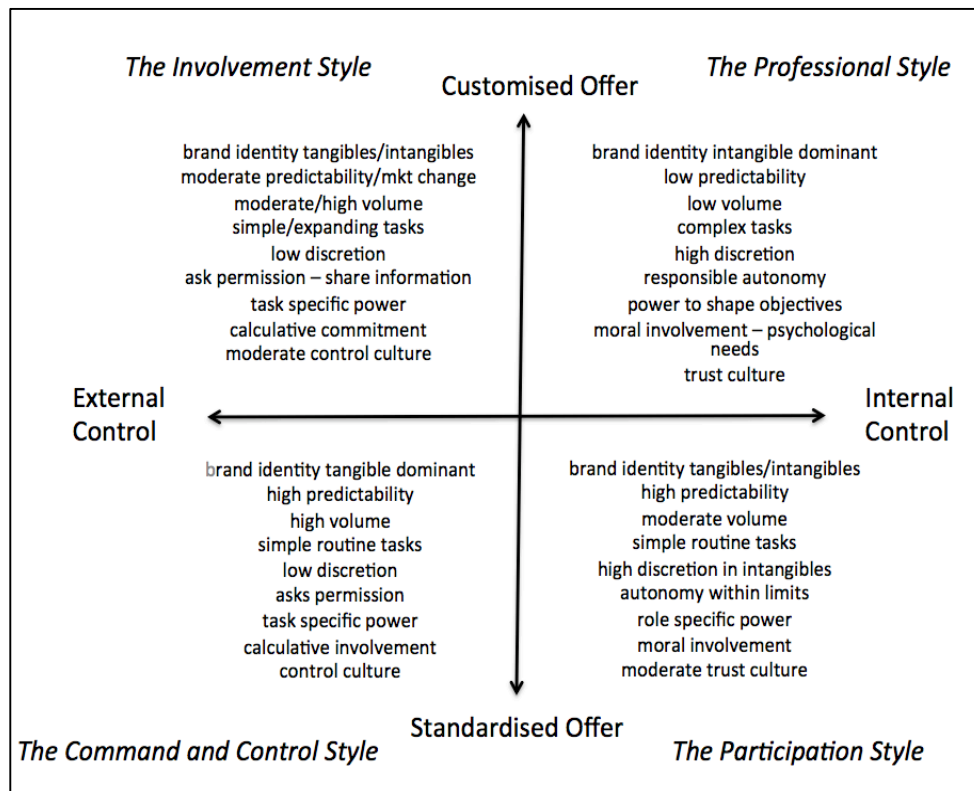 The Involvement Style
The Professional Style
Customised Offer
brand identity tangibles/intangibles
moderate predictability/mkt change
moderate/high volume
simple/expanding tasks
low discretion
ask permission – share information
task specific power
calculative commitment
moderate control culture
brand identity intangible dominant
low predictability
low volume
complex tasks
high discretion
responsible autonomy
power to shape objectives
moral involvement – psychological
needs
trust culture
External
Control
Internal
Control
brand identity tangible dominant
high predictability
high volume
simple routine tasks
low discretion
asks permission
task specific power
calculative involvement
control culture
brand identity tangibles/intangibles
high predictability
moderate volume
simple routine tasks
high discretion in intangibles
autonomy within limits
role specific power
moral involvement
moderate trust culture
Standardised Offer
The Command and Control Style
The Participation Style